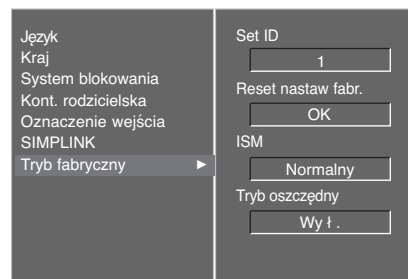 Język
Kraj
System blokowania
Kont. rodzicielska
Oznaczenie wejścia
SIMPLINK
Tryb fabryczny ►
Set ID
1
Reset nastaw fabr.
OK
ISM
Normalny
Tryb oszczędny
Wy ł .